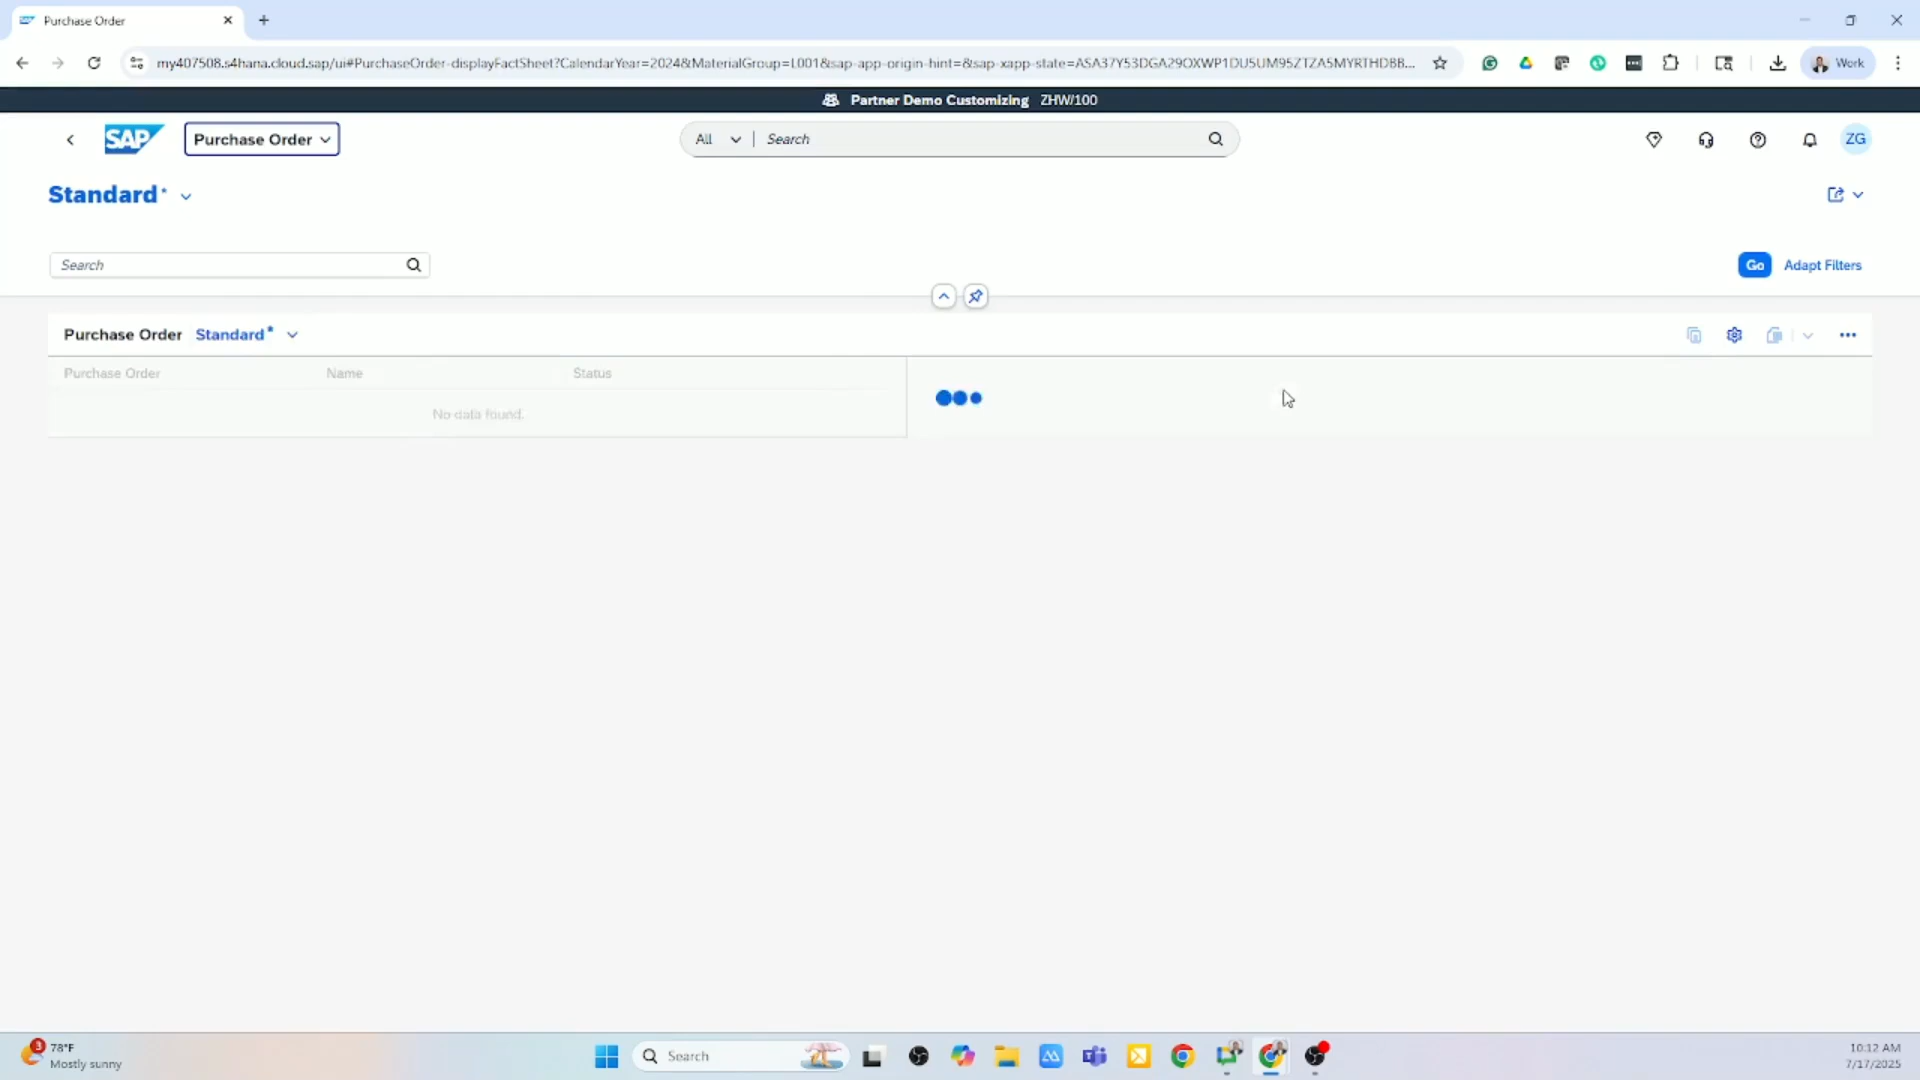 Purchase Order
my407508.s4hana.cloud.sap/ui#PurchaseOrder-displayFactSheet?CalendarYear=2024&MaterialGroup=L001&sap-app-origin-hint=&sap-xapp-state=ASA37Y53DGA29OXWP1DU5UM95ZTZA5MYRTHDBB...
Work
Partner Demo Customizing ZHW/100
SAP Purchase Order
All Search
ZG
Standard*
Search
Go Adapt Filters
Purchase Order Standard*
Purchase Order Name Status
No data found.
3
78°F
Mostly sunny
Search
10:12 AM
7/17/2025